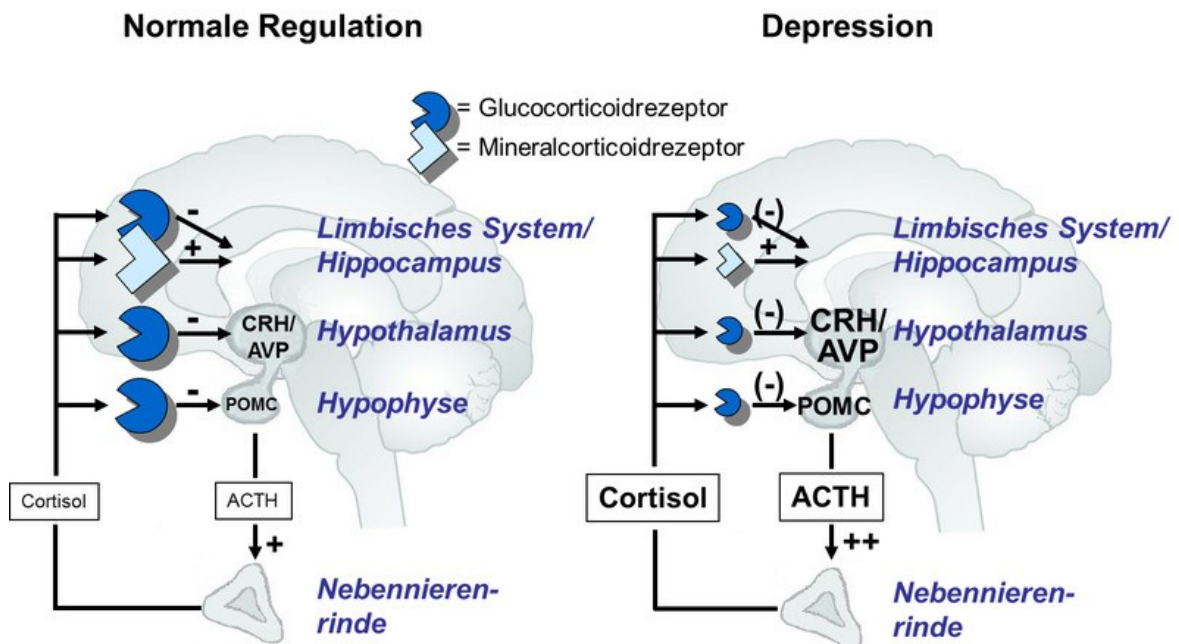 Normale Regulation
Depression
= Glucocorticoidrezeptor
= Mineralcorticoidrezeptor
-
+
Limbisches System/
Hippocampus
-
CRH/
AVP
Hypothalamus
-
POMC
Hypophyse
Cortisol
ACTH
+
Nebennieren-
rinde
(-)
+
Limbisches System/
Hippocampus
(-)
CRH/
AVP
Hypothalamus
(-)
POMC
Hypophyse
Cortisol
ACTH
++
Nebennieren-
rinde